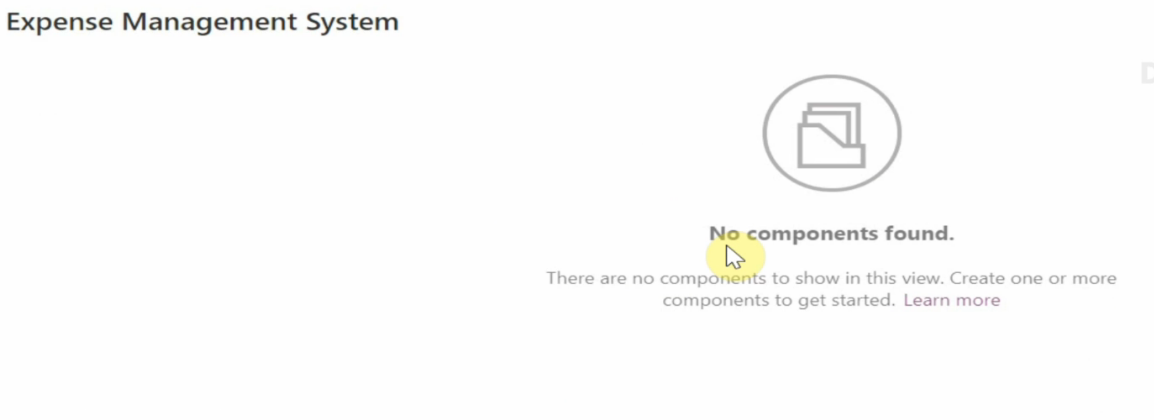 Expense Management System
No components found.
There are no components to show in this view. Create one or more
components to get started. Learn more